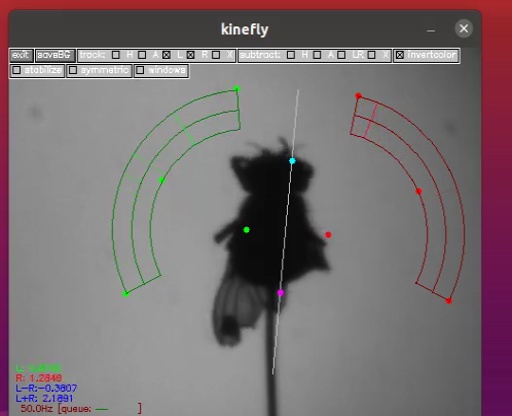 kinefly
exit saveBG track: H A L R X subtract: H A LR X invertcolor
stabilize symmetric windows
R: 1.2848
L-R:-0.3807
L+R: 2.1891
50.0Hz [queue: — ]